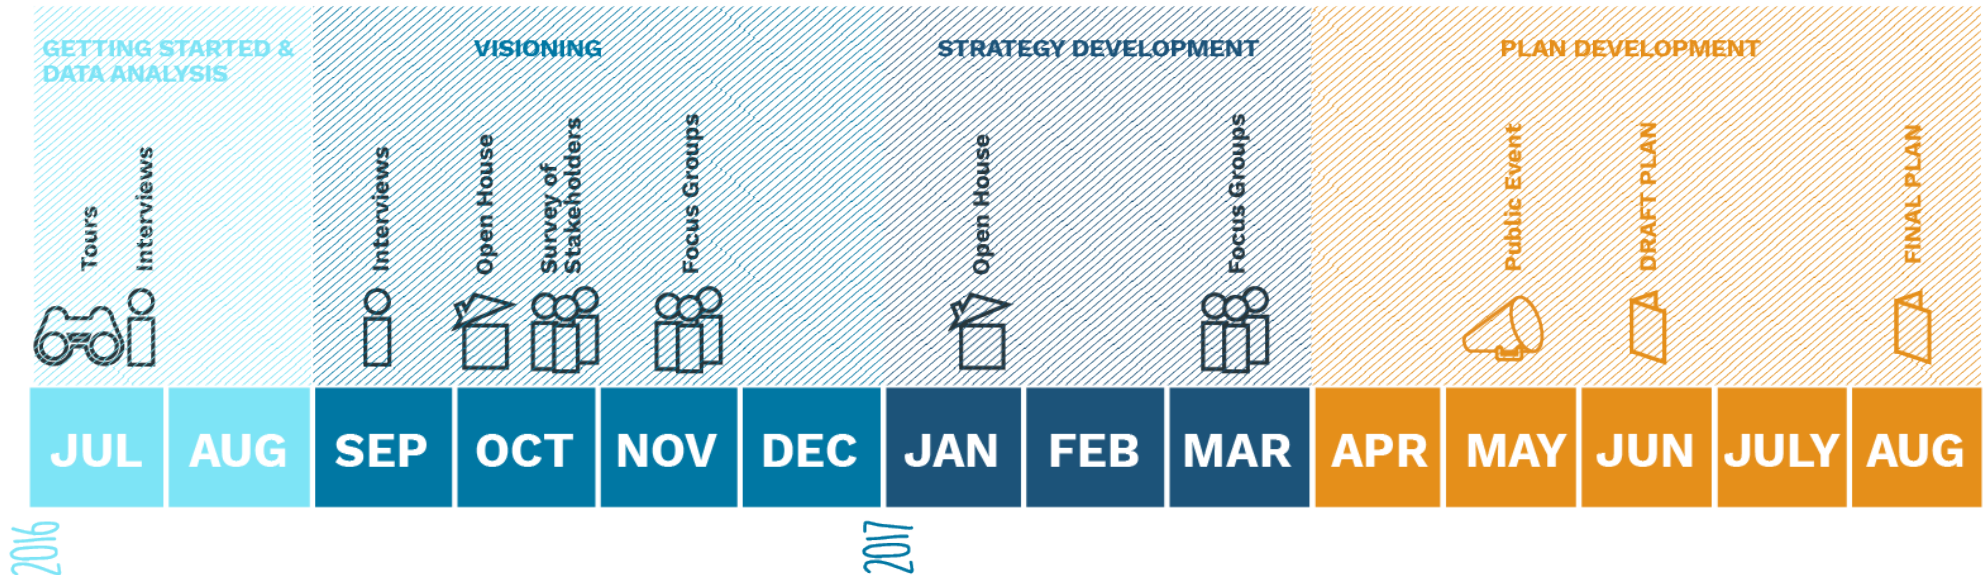 GETTING STARTED &
DATA ANALYSIS
VISIONING
STRATEGY DEVELOPMENT
PLAN DEVELOPMENT
Tours
Interviews
Interviews
Open House
Survey of
Stakeholders
Focus Groups
Open House
Focus Groups
Public Event
DRAFT PLAN
FINAL PLAN
JUL
AUG
SEP
OCT
NOV
DEC
JAN
FEB
MAR
APR
MAY
JUN
JULY
AUG
2016
2017